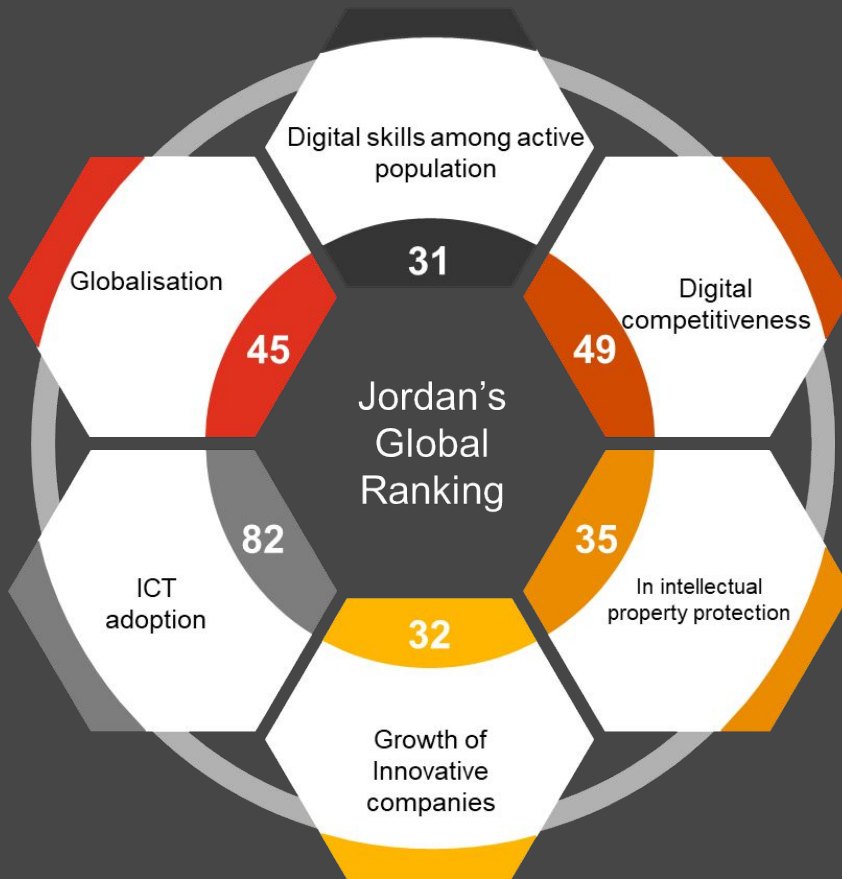 Digital skills among active
population
31
Digital
competitiveness
49
In intellectual
property protection
35
Growth of
Innovative
companies
32
ICT
adoption
82
Globalisation
45
Jordan’s
Global
Ranking